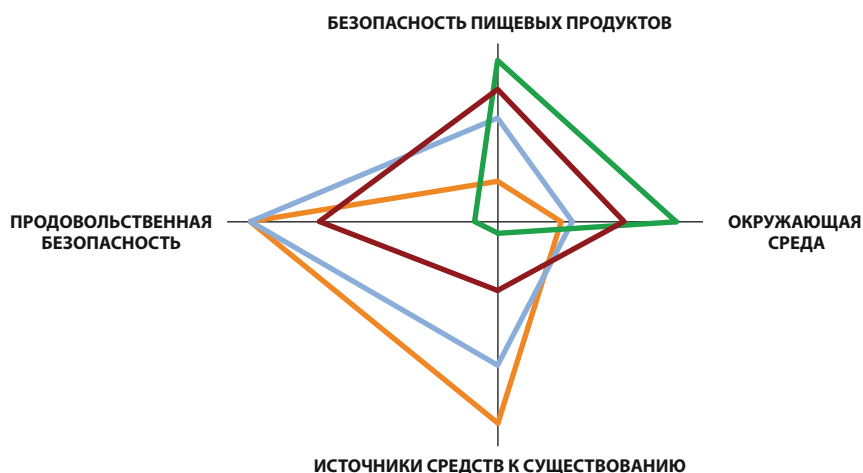 БЕЗОПАСНОСТЬ ПИЩЕВЫХ ПРОДУКТОВ
ПРОДОВОЛЬСТВЕННАЯ
БЕЗОПАСНОСТЬ
ОКРУЖАЮЩАЯ
СРЕДА
ИСТОЧНИКИ СРЕДСТВ К СУЩЕСТВОВАНИЮ